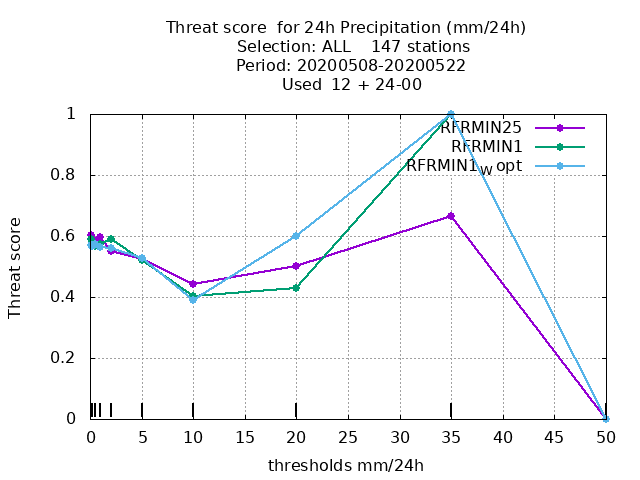 Threat score  for 24h Precipitation (mm/24h)
Selection: ALL    147 stations
Period: 20200508-20200522
Used  12 + 24-00
RFRMIN25
RFRMIN1
RFRMIN1w opt
Threat score
1
0.8
0.6
0.4
0.2
0
0 5 10 15 20 25 30 35 40 45 50
thresholds mm/24h